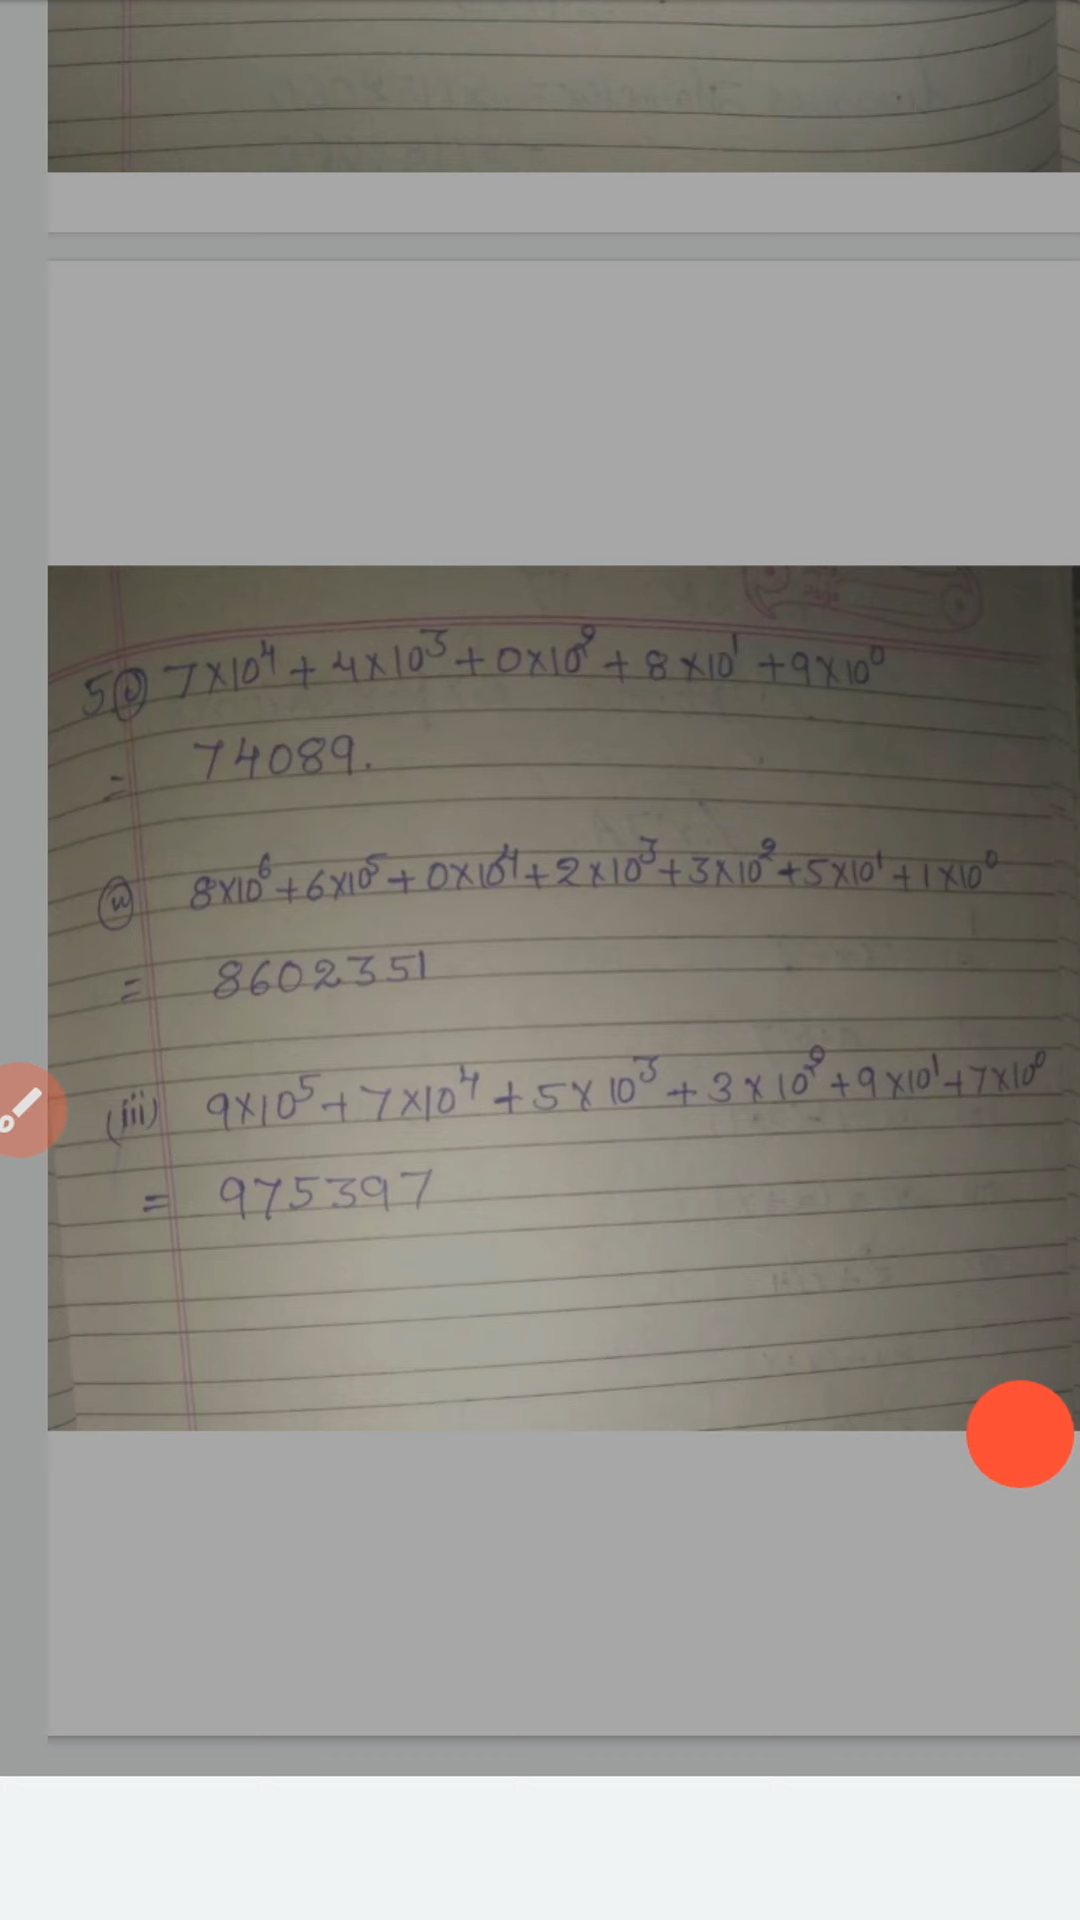 5(i) 7×10⁴ + 4×10³ + 0×10² + 8×10¹ + 9×10⁰
= 74089.
(ii) 8×10⁶ + 6×10⁵ + 0×10⁴ + 2×10³ + 3×10² + 5×10¹ + 1×10⁰
= 8602351
(iii) 9×10⁵ + 7×10⁴ + 5×10³ + 3×10² + 9×10¹ + 7×10⁰
= 975397